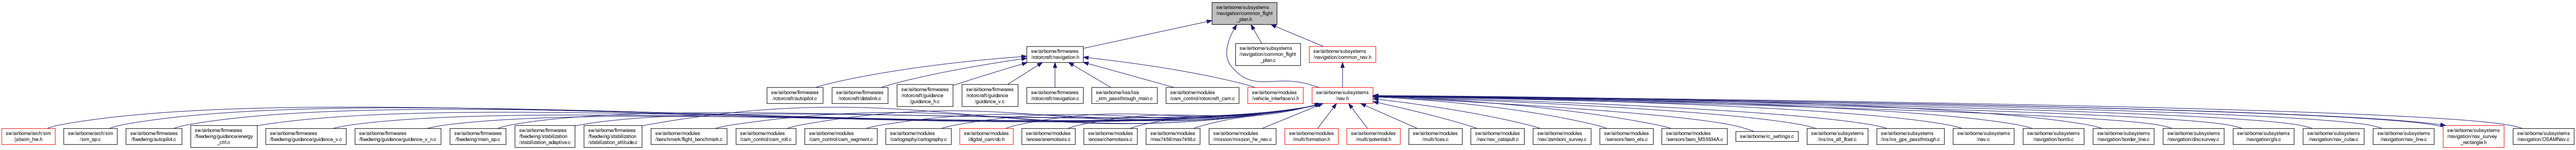 sw/airborne/subsystems
/navigation/common_flight
_plan.h
sw/airborne/firmwares
/rotorcraft/navigation.h
sw/airborne/subsystems
/navigation/common_flight
_plan.c
sw/airborne/subsystems
/navigation/common_nav.h
sw/airborne/firmwares
/rotorcraft/autopilot.c
sw/airborne/firmwares
/rotorcraft/datalink.c
sw/airborne/firmwares
/rotorcraft/guidance
/guidance_h.c
sw/airborne/firmwares
/rotorcraft/guidance
/guidance_v.c
sw/airborne/firmwares
/rotorcraft/navigation.c
sw/airborne/lisa/lisa
_stm_passthrough_main.c
sw/airborne/modules
/cam_control/rotorcraft_cam.c
sw/airborne/modules
/vehicle_interface/vi.h
sw/airborne/subsystems
/nav.h
sw/airborne/arch/sim
/jsbsim_hw.h
sw/airborne/arch/sim
/sim_ap.c
sw/airborne/firmwares
/fixedwing/autopilot.c
sw/airborne/firmwares
/fixedwing/guidance/energy
_ctrl.c
sw/airborne/firmwares
/fixedwing/guidance/guidance_v.c
sw/airborne/firmwares
/fixedwing/guidance/guidance_v_n.c
sw/airborne/firmwares
/fixedwing/main_ap.c
sw/airborne/firmwares
/fixedwing/stabilization
/stabilization_adaptive.c
sw/airborne/firmwares
/fixedwing/stabilization
/stabilization_attitude.c
sw/airborne/modules
/benchmark/flight_benchmark.c
sw/airborne/modules
/cam_control/cam_roll.c
sw/airborne/modules
/cam_control/cam_segment.c
sw/airborne/modules
/cartography/cartography.c
sw/airborne/modules
/digital_cam/dc.h
sw/airborne/modules
/enose/anemotaxis.c
sw/airborne/modules
/enose/chemotaxis.c
sw/airborne/modules
/max7456/max7456.c
sw/airborne/modules
/mission/mission_fw_nav.c
sw/airborne/modules
/multi/formation.h
sw/airborne/modules
/multi/potential.h
sw/airborne/modules
/multi/tcas.c
sw/airborne/modules
/nav/nav_catapult.c
sw/airborne/modules
/nav/zamboni_survey.c
sw/airborne/modules
/sensors/baro_ets.c
sw/airborne/modules
/sensors/baro_MS5534A.c
sw/airborne/rc_settings.c
sw/airborne/subsystems
/ins/ins_alt_float.c
sw/airborne/subsystems
/ins/ins_gps_passthrough.c
sw/airborne/subsystems
/nav.c
sw/airborne/subsystems
/navigation/bomb.c
sw/airborne/subsystems
/navigation/border_line.c
sw/airborne/subsystems
/navigation/discsurvey.c
sw/airborne/subsystems
/navigation/gls.c
sw/airborne/subsystems
/navigation/nav_cube.c
sw/airborne/subsystems
/navigation/nav_line.c
sw/airborne/subsystems
/navigation/nav_survey
_rectangle.h
sw/airborne/subsystems
/navigation/OSAMNav.c